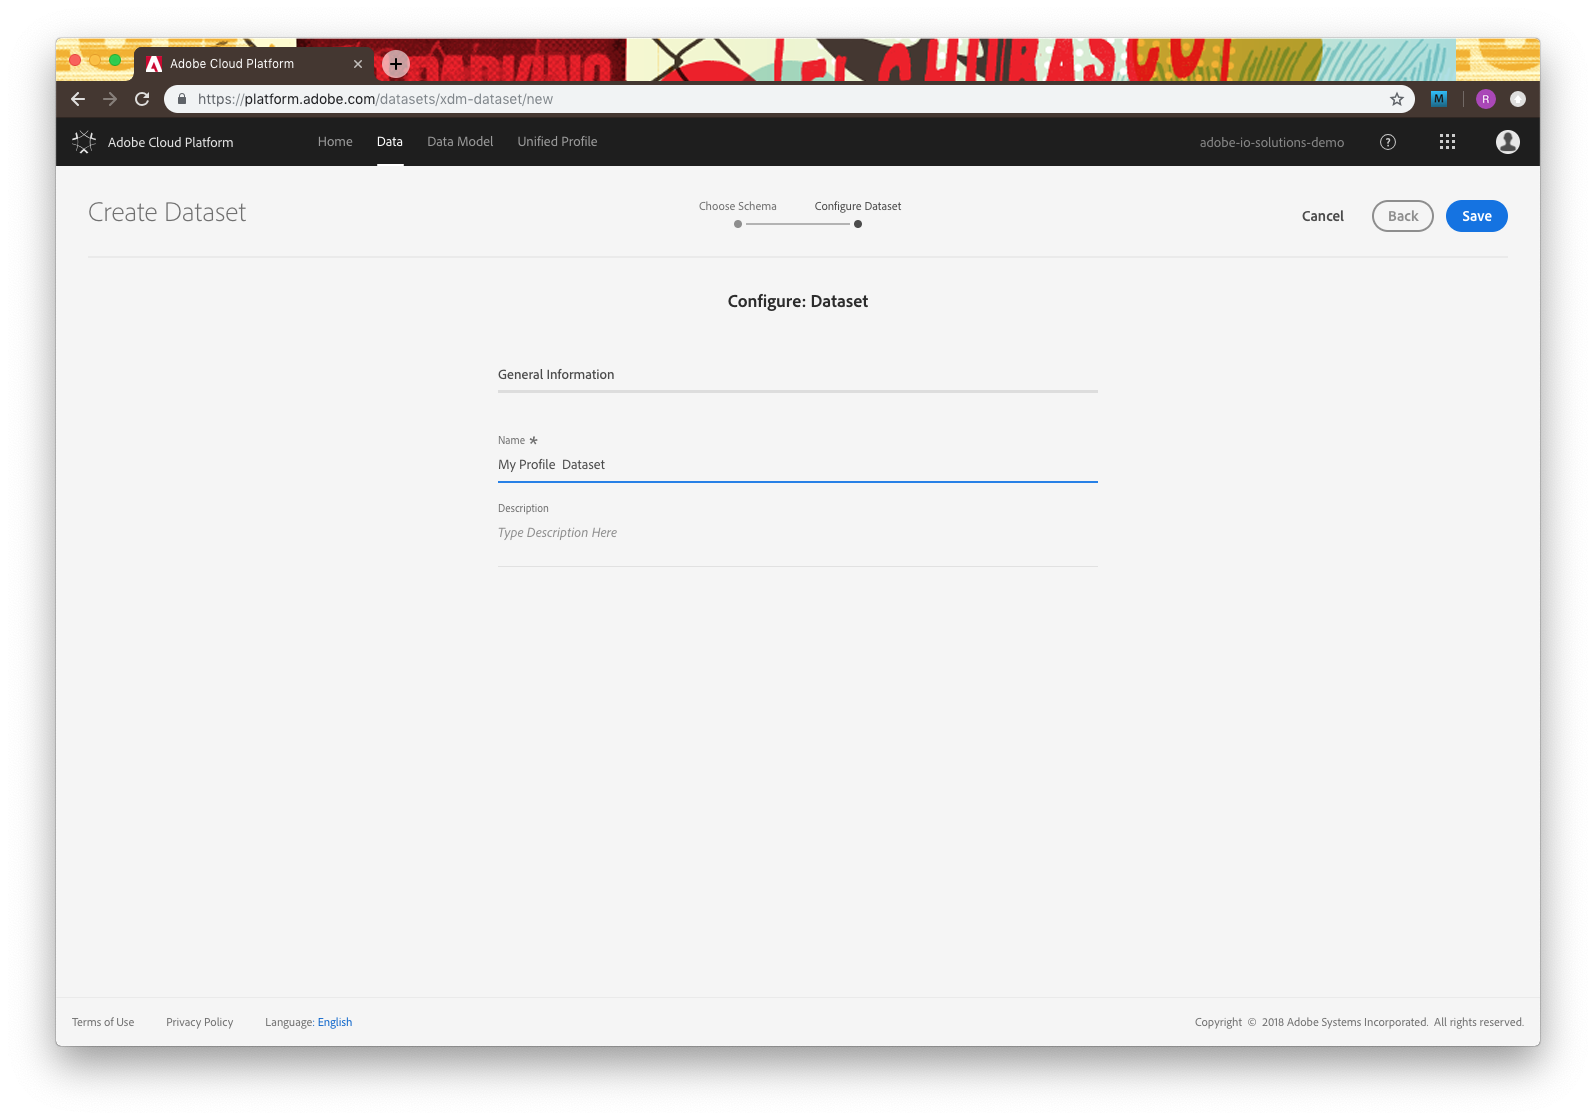 Adobe Cloud Platform
https://platform.adobe.com/datasets/xdm-dataset/new
M
R
Adobe Cloud Platform Home Data Data Model Unified Profile adobe-io-solutions-demo ?
Create Dataset
Choose Schema Configure Dataset
Cancel Back Save
Configure: Dataset
General Information
Name *
My Profile  Dataset
Description
Type Description Here
Terms of Use Privacy Policy Language: English Copyright © 2018 Adobe Systems Incorporated. All rights reserved.